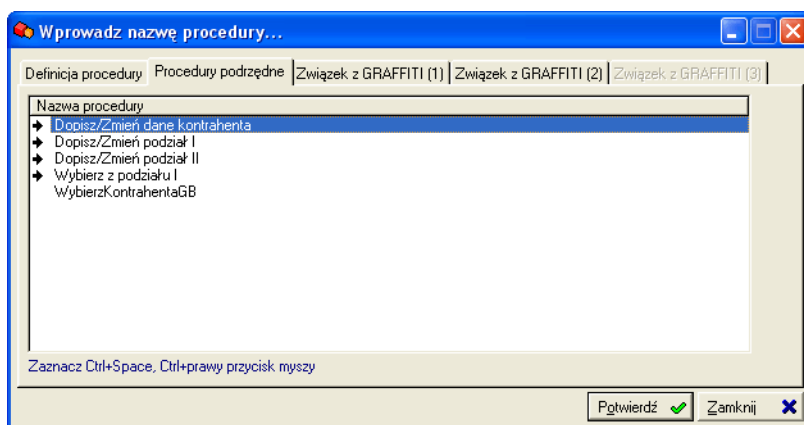 Wprowadz nazwę procedury...
Definicja procedury Procedury podrzędne Związek z GRAFFITI (1) Związek z GRAFFITI (2) Związek z GRAFFITI (3)
Nazwa procedury
Dopisz/Zmień dane kontrahenta
Dopisz/Zmień podział I
Dopisz/Zmień podział II
Wybierz z podziału I
WybierzKontrahentaGB
Zaznacz Ctrl+Space, Ctrl+prawy przycisk myszy
Potwierdź Zamknij